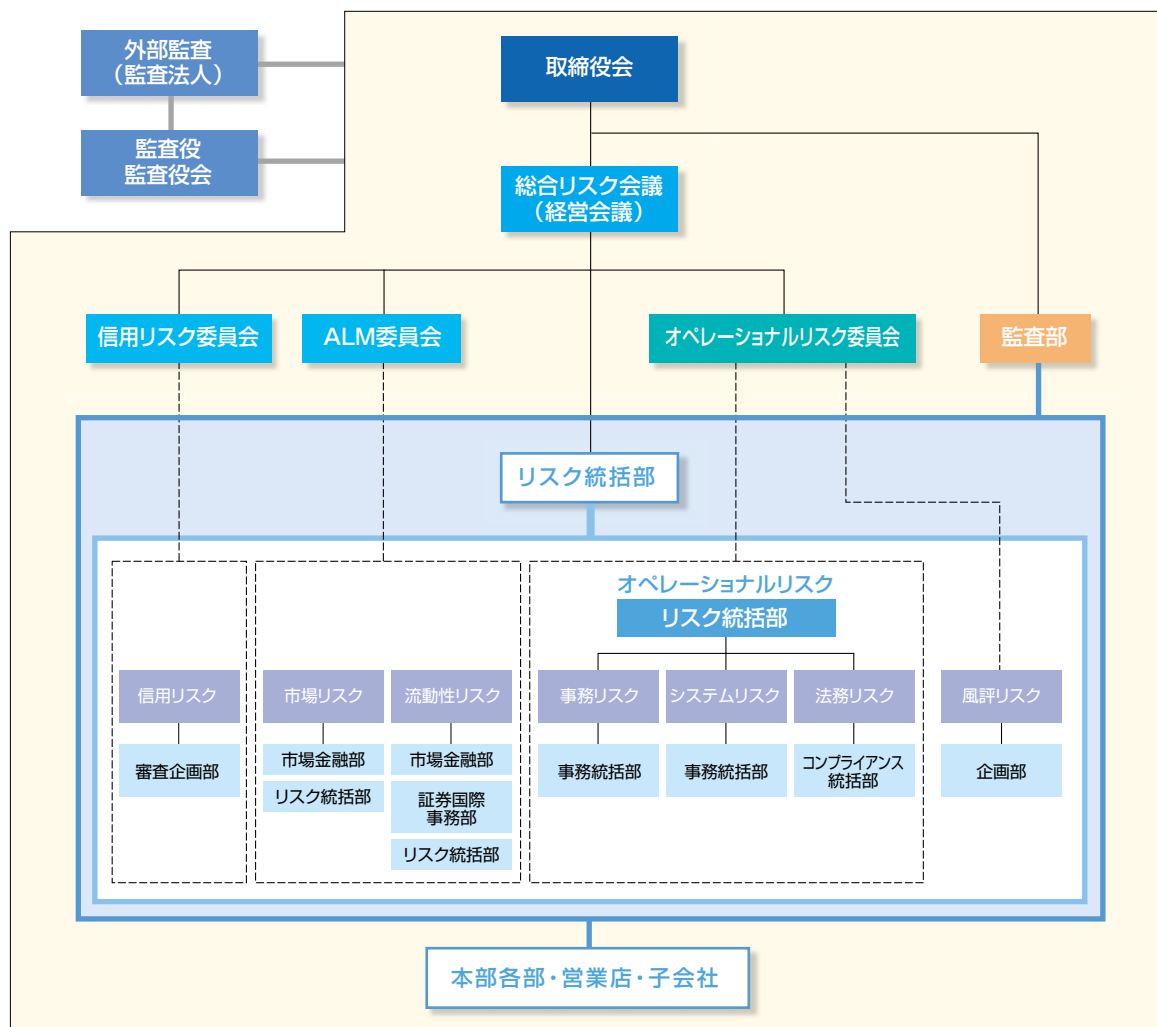 外部監査
（監査法人）
取締役会
監査役
監査役会
総合リスク会議
（経営会議）
信用リスク委員会
ALM委員会
オペレーショナルリスク委員会
監査部
リスク統括部
オペレーショナルリスク
リスク統括部
信用リスク
市場リスク
流動性リスク
事務リスク
システムリスク
法務リスク
風評リスク
審査企画部
市場金融部
リスク統括部
市場金融部
証券国際
事務部
リスク統括部
事務統括部
事務統括部
コンプライアンス
統括部
企画部
本部各部・営業店・子会社